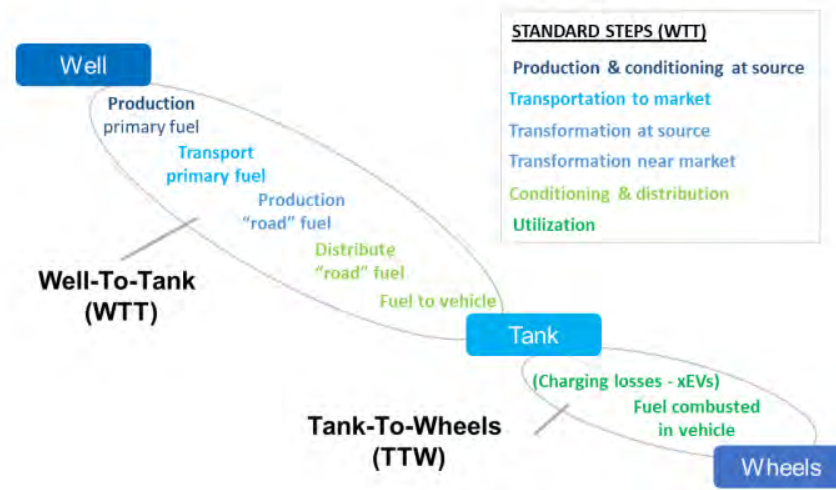 Well
Production
primary fuel
Transport
primary fuel
Production
“road” fuel
Distribute
“road” fuel
Fuel to vehicle
Well-To-Tank
(WTT)
Tank
(Charging losses - xEVs)
Fuel combusted
in vehicle
Tank-To-Wheels
(TTW)
Wheels
STANDARD STEPS (WTT)
Production & conditioning at source
Transportation to market
Transformation at source
Transformation near market
Conditioning & distribution
Utilization